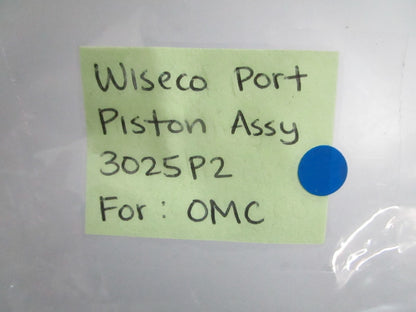 Wiseco Port
Piston Assy
3025P2
For: OMC